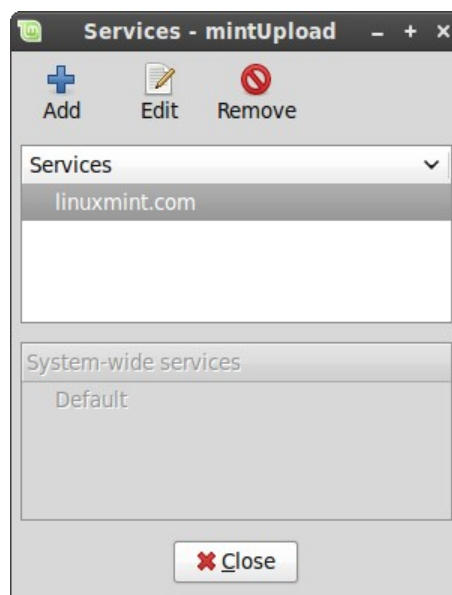 Services - mintUpload
Add Edit Remove
Services
linuxmint.com
System-wide services
Default
Close